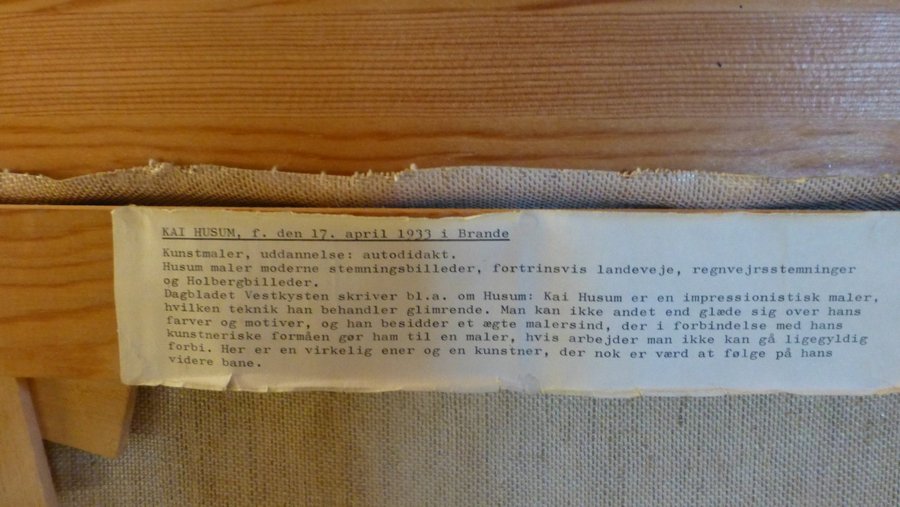 KAI HUSUM, f. den 17. april 1933 i Brande
Kunstmaler, uddannelse: autodidakt.
Husum maler moderne stemningsbilleder, fortrinsvis landeveje, regnvejrsstemninger
og Holbergbilleder.
Dagbladet Vestkysten skriver bl.a. om Husum: Kai Husum er en impressionistisk maler,
hvilken teknik han behandler glimrende. Man kan ikke andet end glæde sig over hans
farver og motiver, og han besidder et ægte malersind, der i forbindelse med hans
kunstneriske formåen gør ham til en maler, hvis arbejder man ikke kan gå ligegyldig
forbi. Her er en virkelig ener og en kunstner, der nok er værd at følge på hans
videre bane.